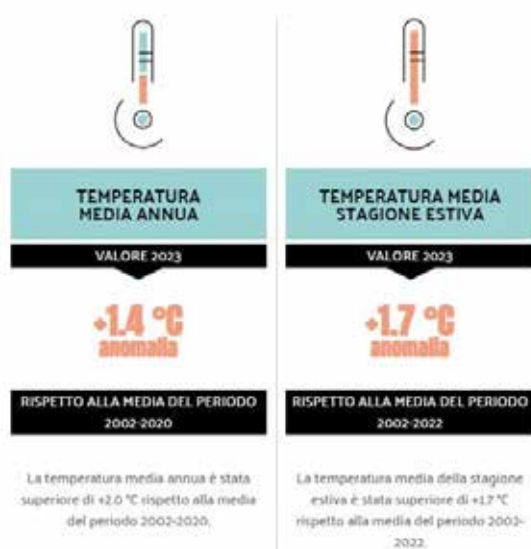 TEMPERATURA
MEDIA ANNUA
VALORE 2023
+1.4 °C
anomalia
RISPETTO ALLA MEDIA DEL PERIODO
2002-2020
La temperatura media annua è stata
superiore di +2.0 °C rispetto alla media
del periodo 2002-2020.
TEMPERATURA MEDIA
STAGIONE ESTIVA
VALORE 2023
+1.7 °C
anomalia
RISPETTO ALLA MEDIA DEL PERIODO
2002-2022
La temperatura media della stagione
estiva è stata superiore di +1.7 °C
rispetto alla media del periodo 2002-
2022.